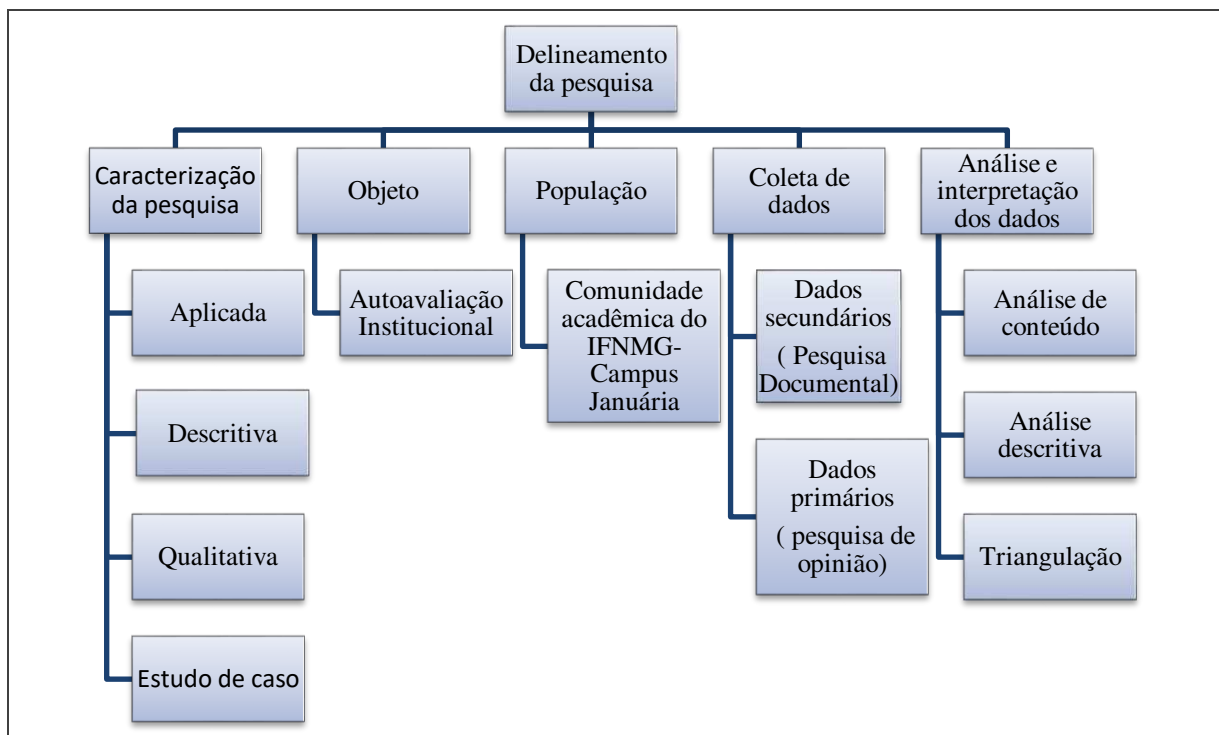 Delineamento
da pesquisa
Caracterização
da pesquisa
Aplicada
Descritiva
Qualitativa
Estudo de caso
Objeto
Autoavaliação
Institucional
População
Comunidade
acadêmica do
IFNMG-
Campus
Januária
Coleta de
dados
Dados
secundários
( Pesquisa
Documental)
Dados
primários
( pesquisa de
opinião)
Análise e
interpretação
dos dados
Análise de
conteúdo
Análise
descritiva
Triangulação